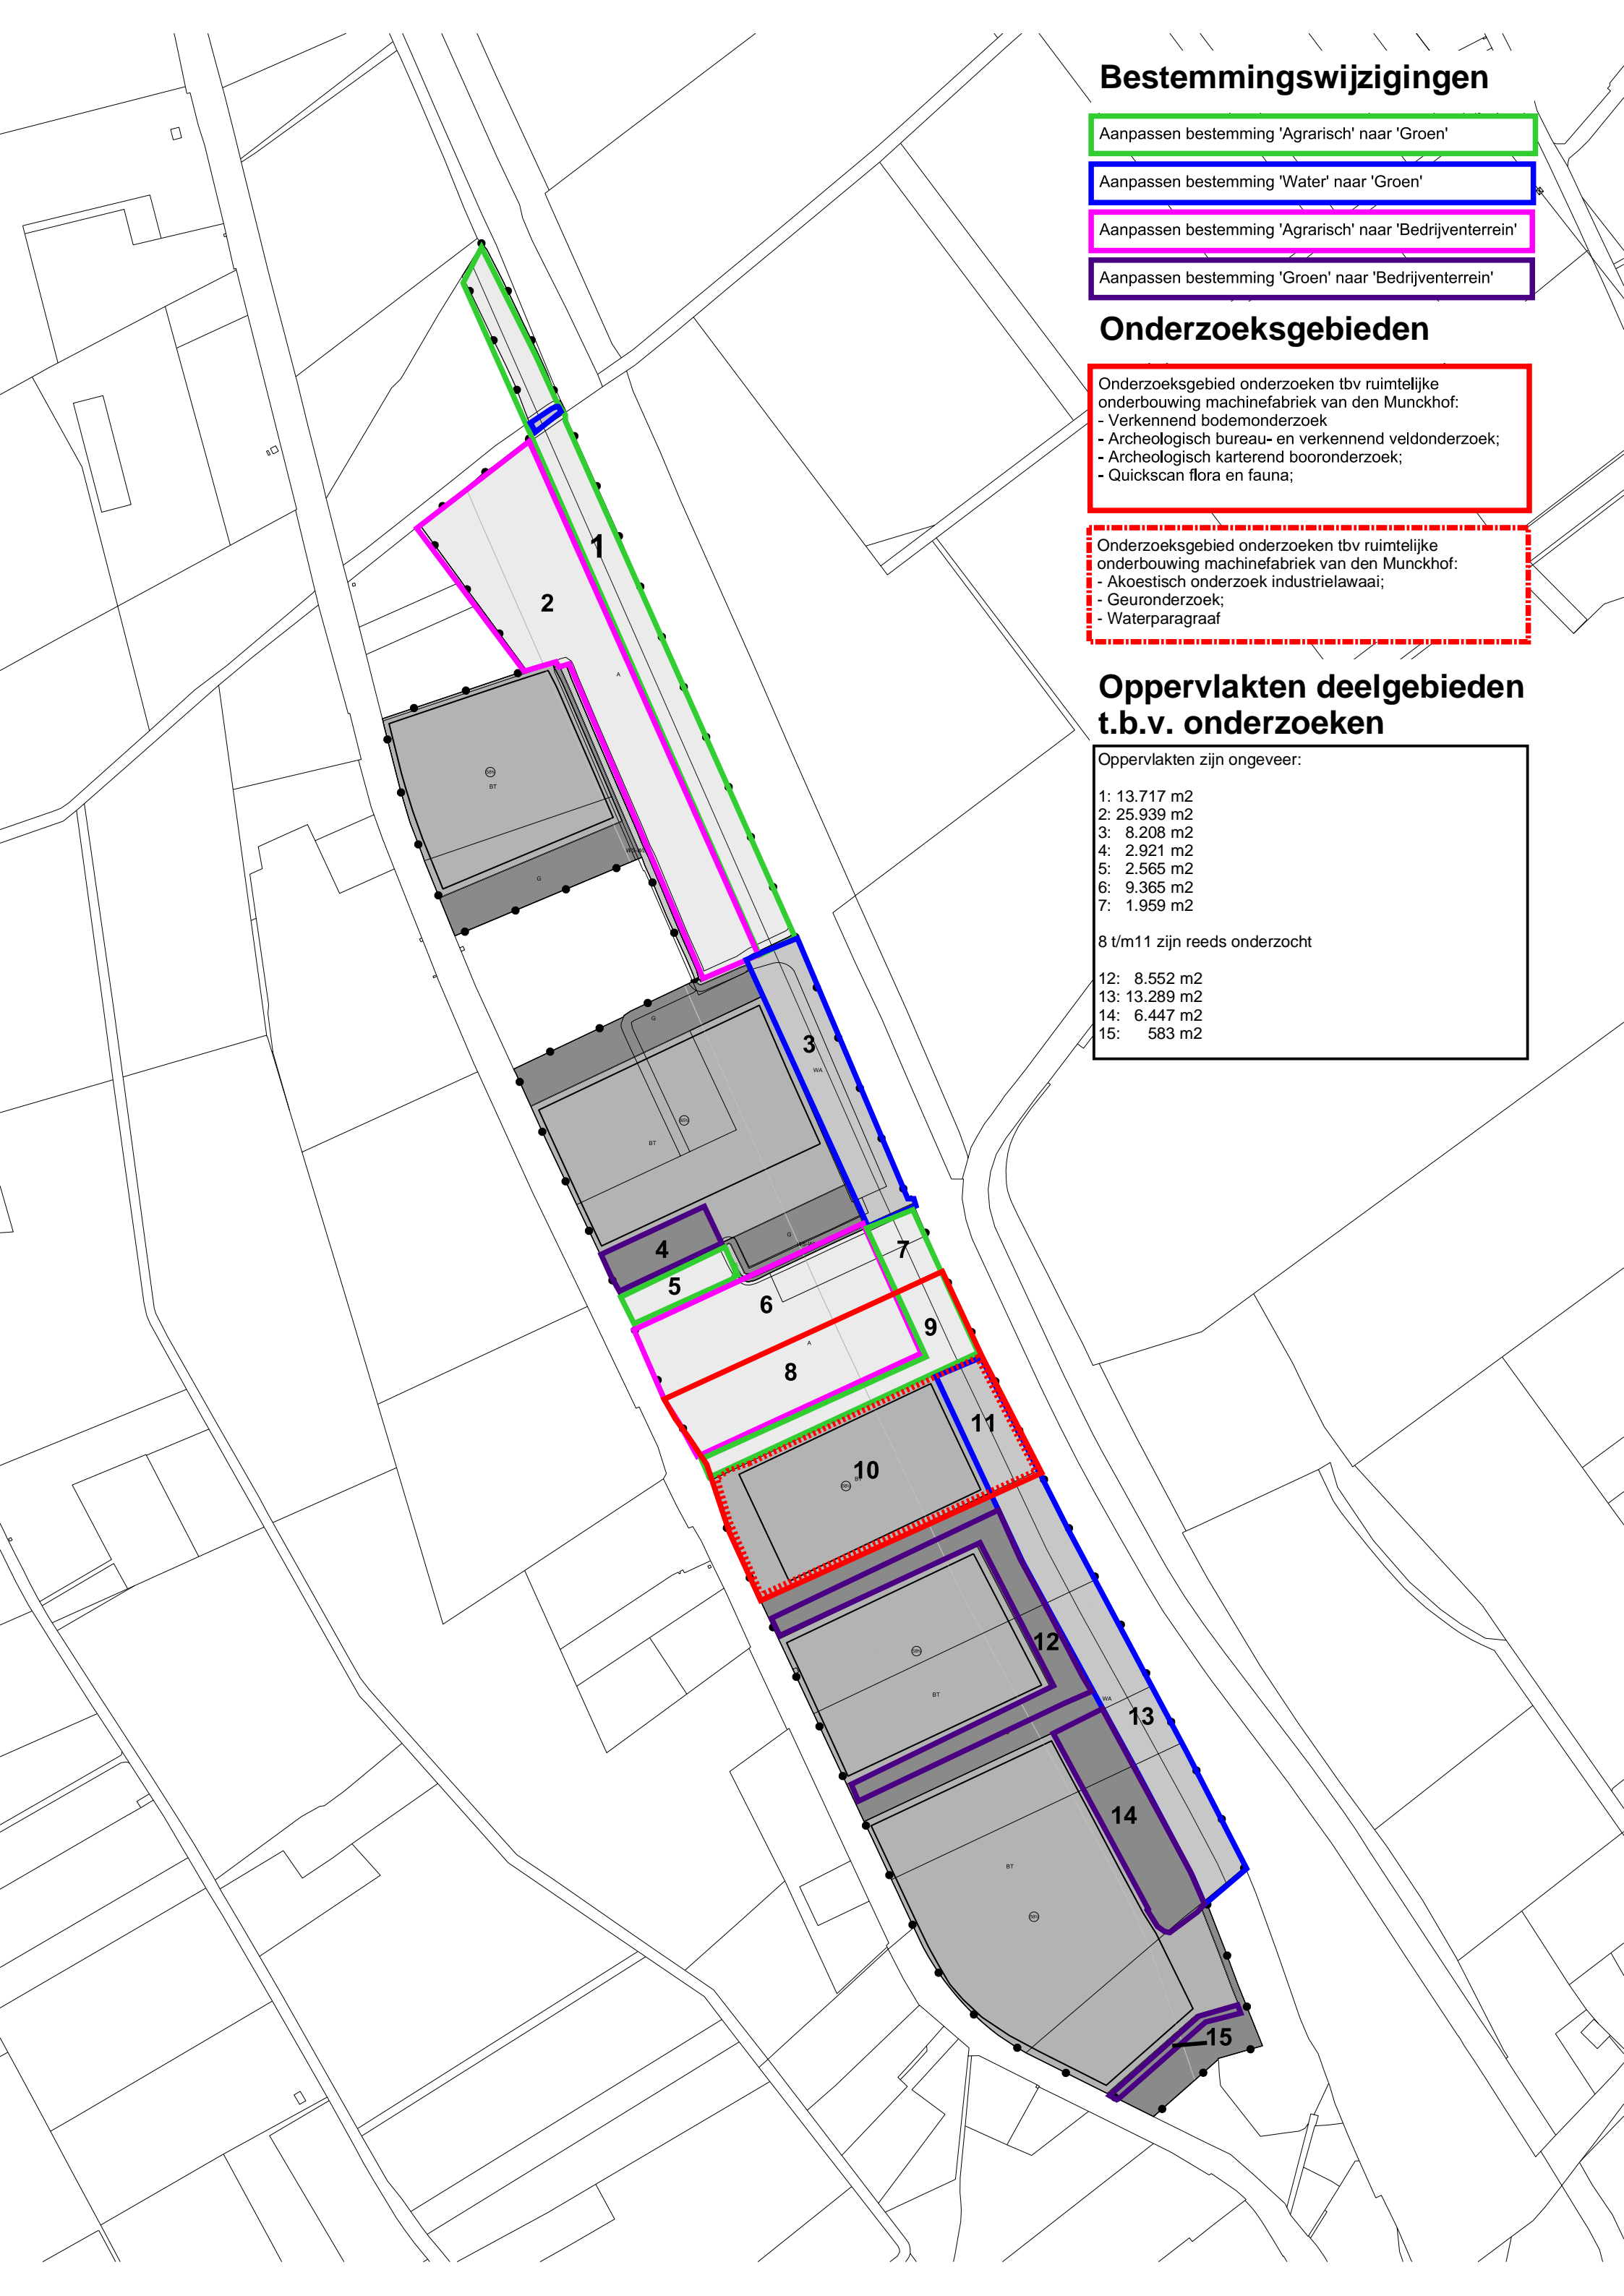 Bestemmingswijzigingen
Aanpassen bestemming 'Agrarisch' naar 'Groen'
Aanpassen bestemming 'Water' naar 'Groen'
Aanpassen bestemming 'Agrarisch' naar 'Bedrijventerrein'
Aanpassen bestemming 'Groen' naar 'Bedrijventerrein'
Onderzoeksgebieden
Onderzoeksgebied onderzoeken tbv ruimtelijke
onderbouwing machinefabriek van den Munckhof:
- Verkennend bodemonderzoek
- Archeologisch bureau- en verkennend veldonderzoek;
- Archeologisch karterend booronderzoek;
- Quickscan flora en fauna;
Onderzoeksgebied onderzoeken tbv ruimtelijke
onderbouwing machinefabriek van den Munckhof:
- Akoestisch onderzoek industrielawaai;
- Geuronderzoek;
- Waterparagraaf
Oppervlakten deelgebieden
t.b.v. onderzoeken
Oppervlakten zijn ongeveer:
1: 13.717 m2
2: 25.939 m2
3: 8.208 m2
4: 2.921 m2
5: 2.565 m2
6: 9.365 m2
7: 1.959 m2
8 t/m11 zijn reeds onderzocht
12: 8.552 m2
13: 13.289 m2
14: 6.447 m2
15: 583 m2
1
2
A
BT
G
G
3
WA
BT
4
G
7
5
6
9
A
8
11
10
12
BT
WA
13
14
BT
15